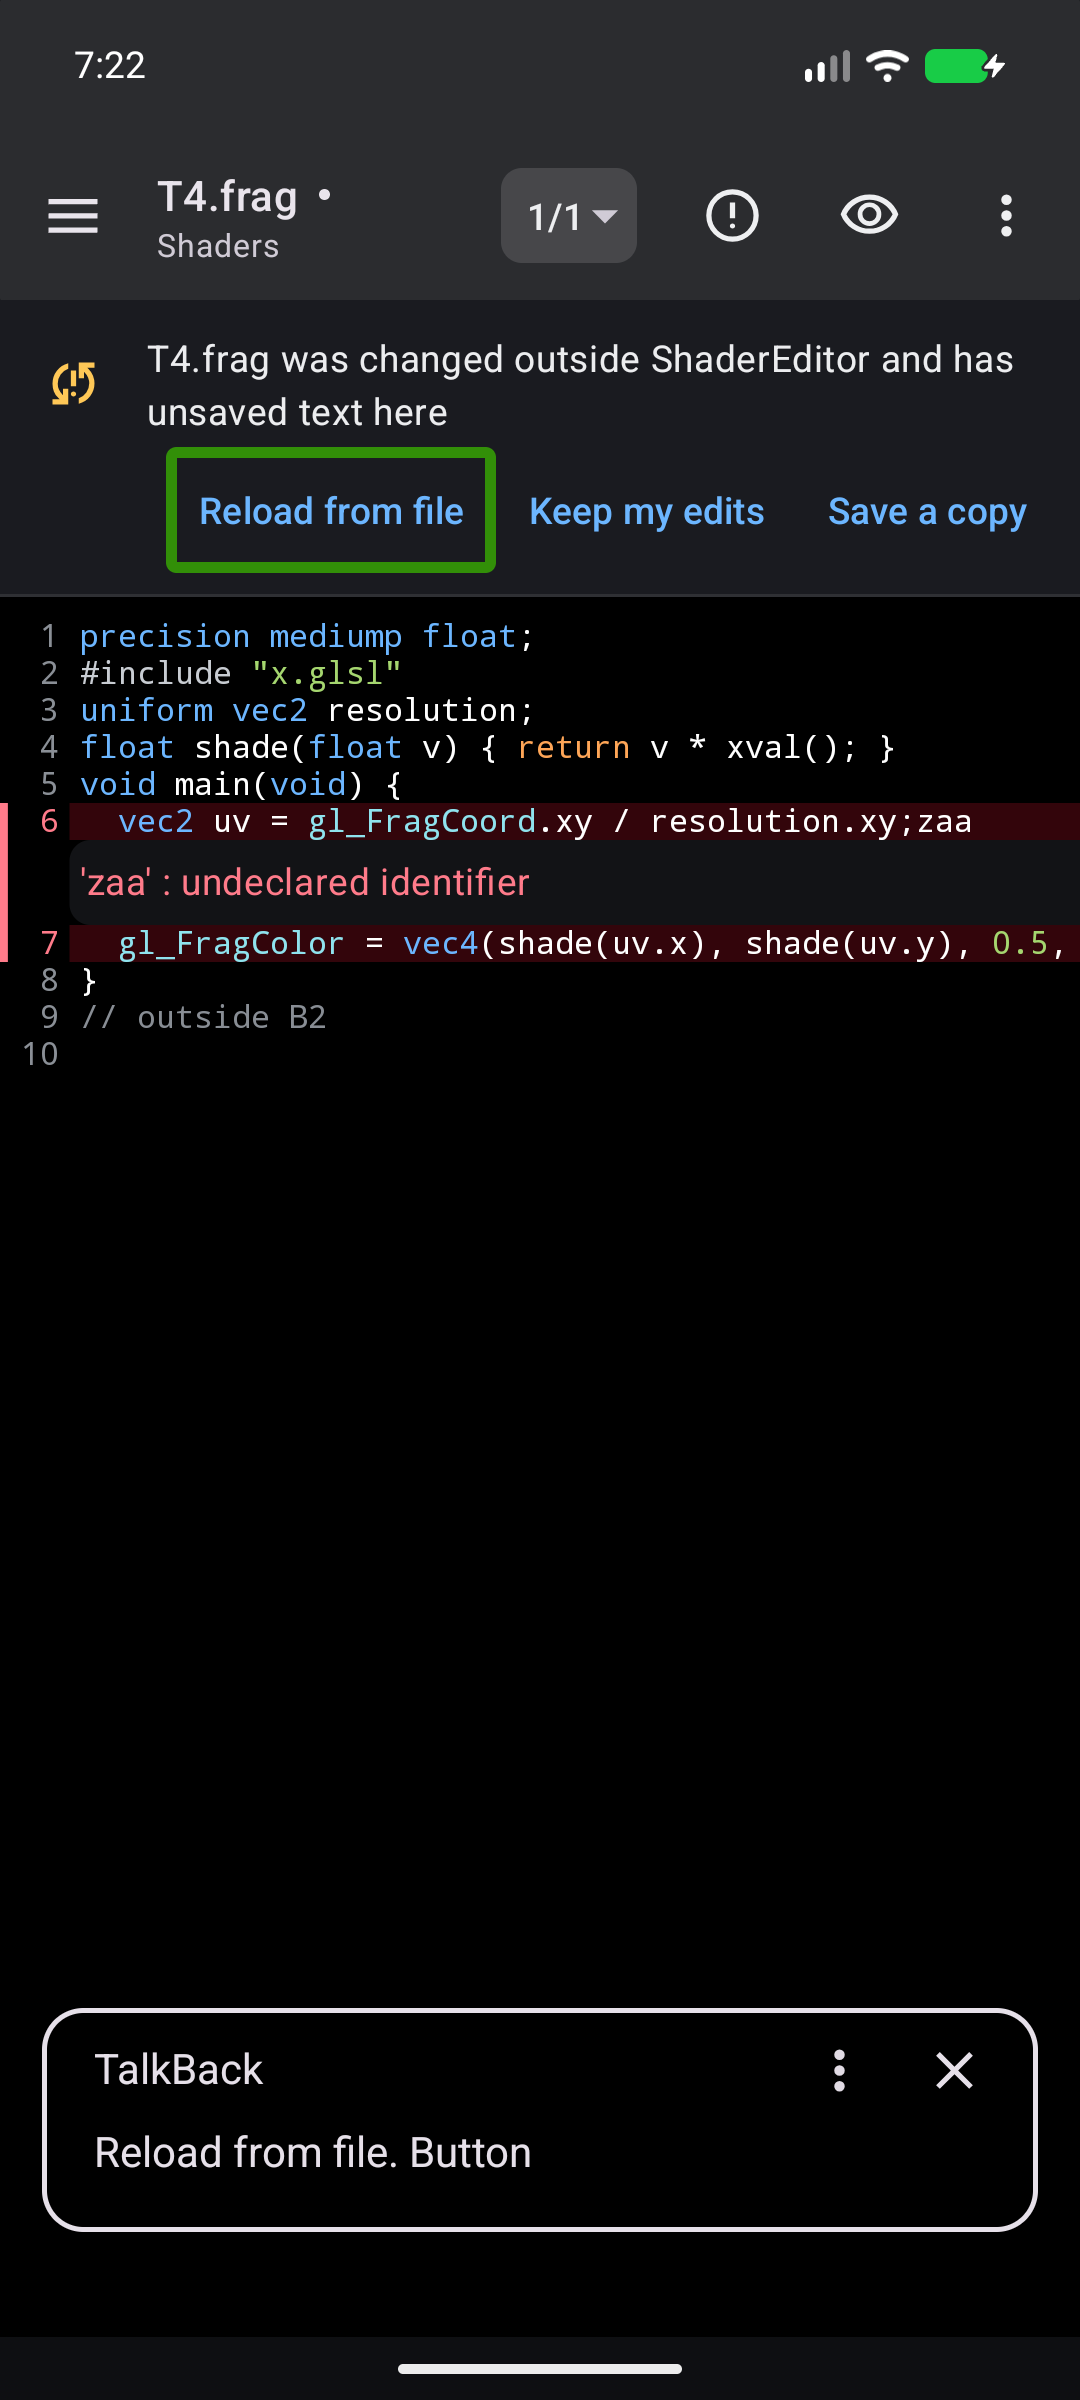 7:22
T4.frag •
Shaders
1/1
T4.frag was changed outside ShaderEditor and has
unsaved text here
Reload from file Keep my edits Save a copy
1 precision mediump float;
2 #include "x.glsl"
3 uniform vec2 resolution;
4 float shade(float v) { return v * xval(); }
5 void main(void) {
6 vec2 uv = gl_FragCoord.xy / resolution.xy;zaa
'zaa' : undeclared identifier
7 gl_FragColor = vec4(shade(uv.x), shade(uv.y), 0.5,
8 }
9 // outside B2
10
TalkBack
Reload from file. Button